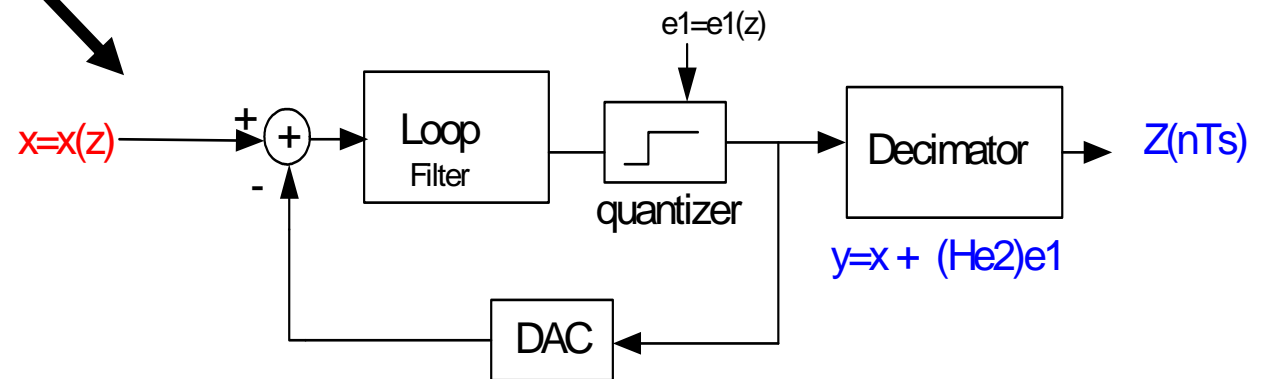 e1=e1(z)
x=x(z)
+
+
-
Loop
Filter
quantizer
Decimator
Z(nTs)
y=x + (He2)e1
DAC